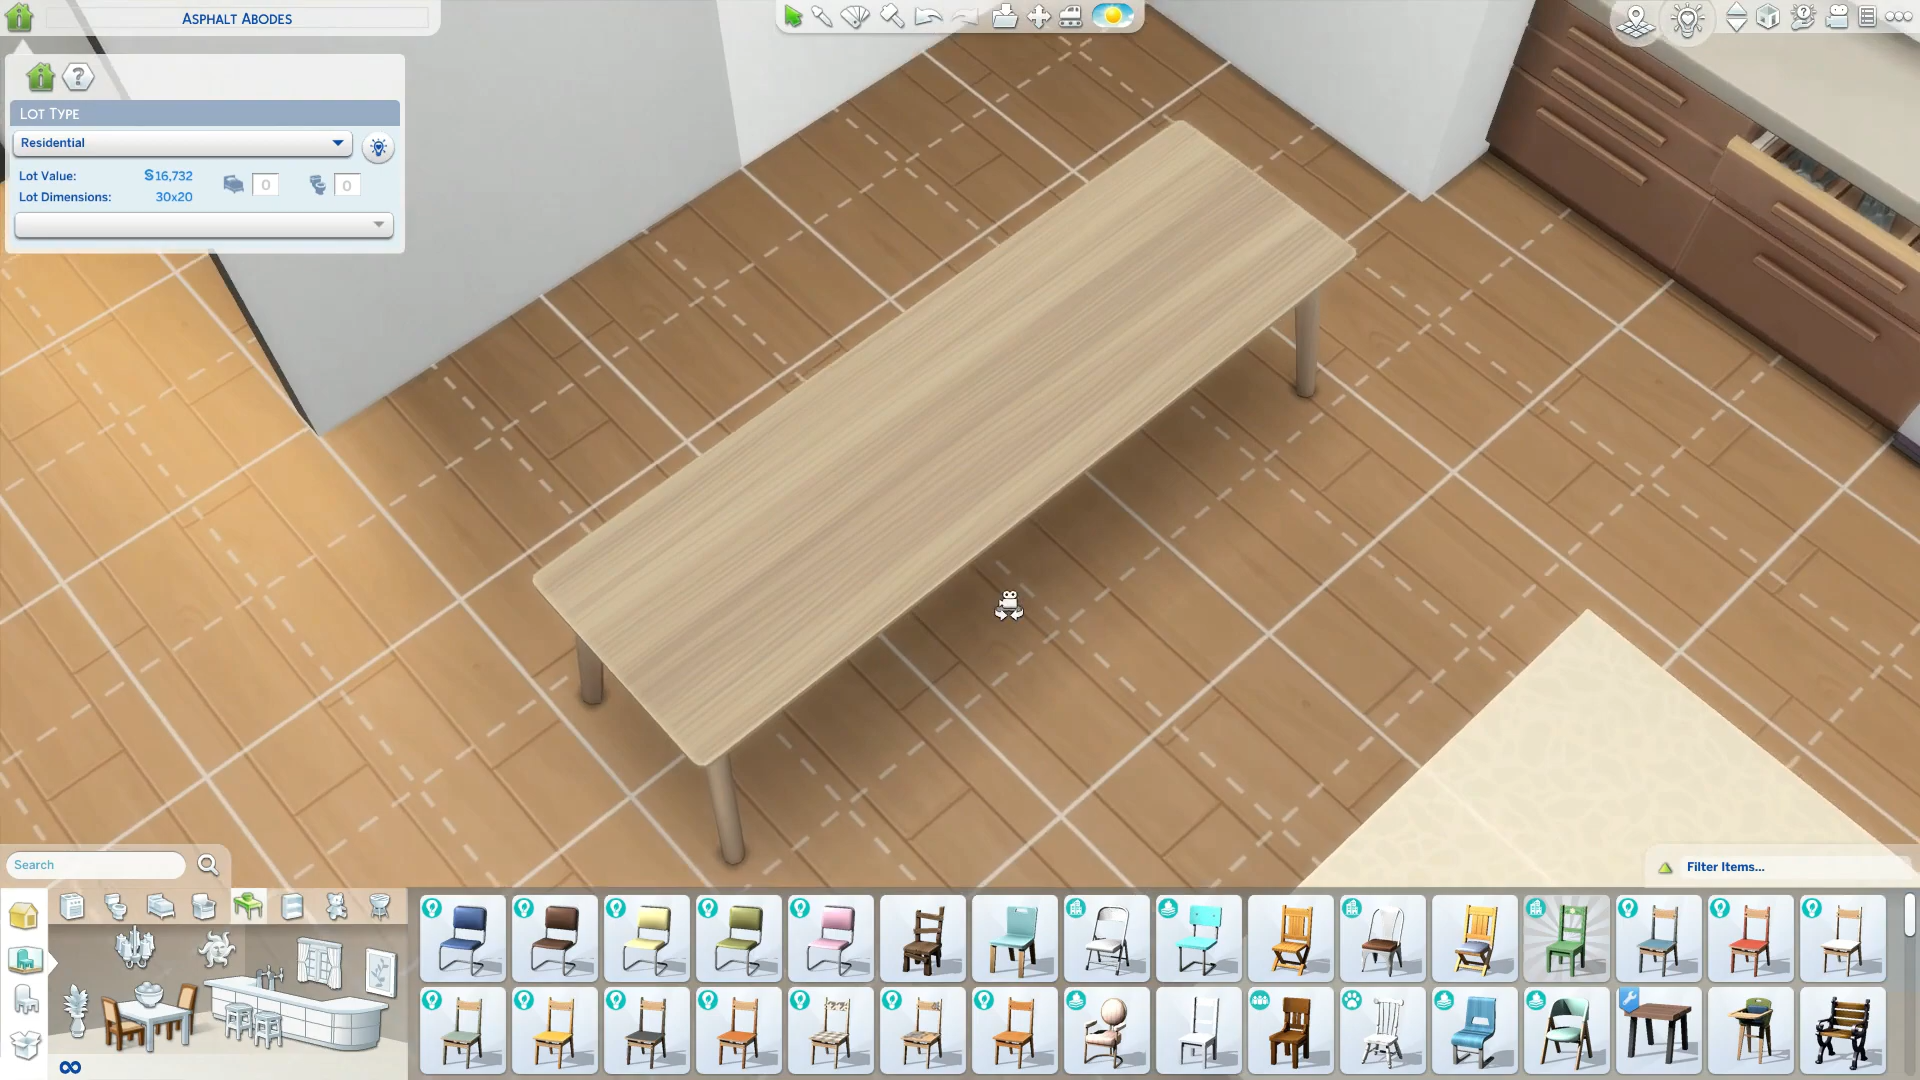 ASPHALT ABODES
LOT TYPE
Residential
Lot Value: §16,732
0
0
Lot Dimensions: 30x20
Search
Filter Items...